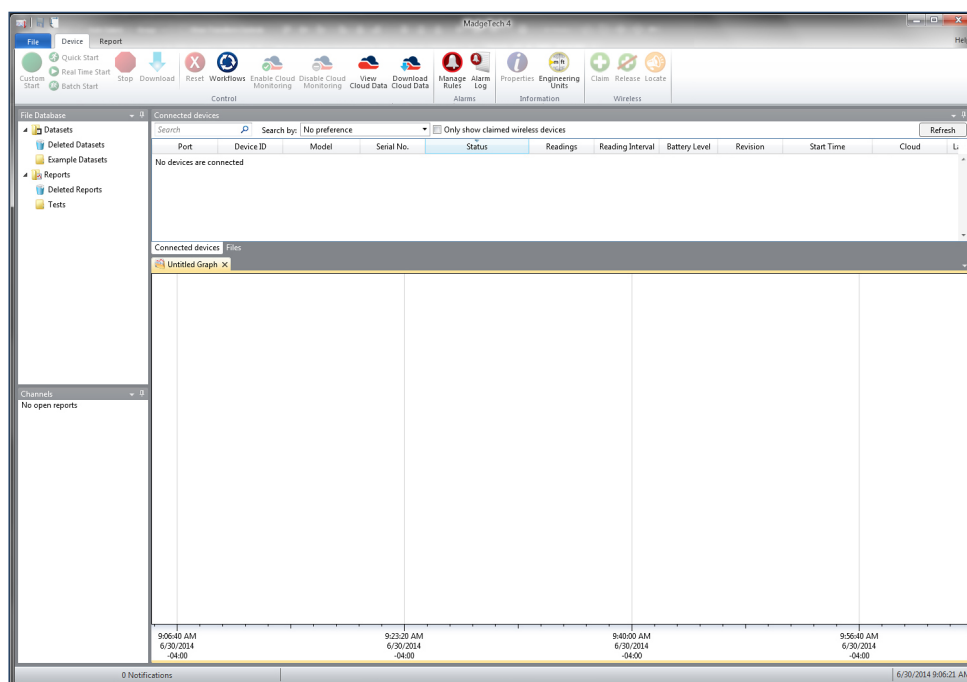 MadgeTech 4
File Device Report Help
Quick Start
Real Time Start
Batch Start
Custom Start
Stop
Download
Reset
Workflows
Enable Cloud Monitoring
Disable Cloud Monitoring
View Cloud Data
Download Cloud Data
Control
Manage Rules
Alarm Log
Alarms
Properties
Engineering Units
Information
Claim
Release
Locate
Wireless
File Database
Datasets
Deleted Datasets
Example Datasets
Reports
Deleted Reports
Tests
Connected devices
Search Search by: No preference Only show claimed wireless devices Refresh
Port Device ID Model Serial No. Status Readings Reading Interval Battery Level Revision Start Time Cloud
No devices are connected
Connected devices Files
Untitled Graph
Channels
No open reports
9:06:40 AM 9:23:20 AM 9:40:00 AM 9:56:40 AM
6/30/2014 6/30/2014 6/30/2014 6/30/2014
-04:00 -04:00 -04:00 -04:00
0 Notifications 6/30/2014 9:06:21 AM